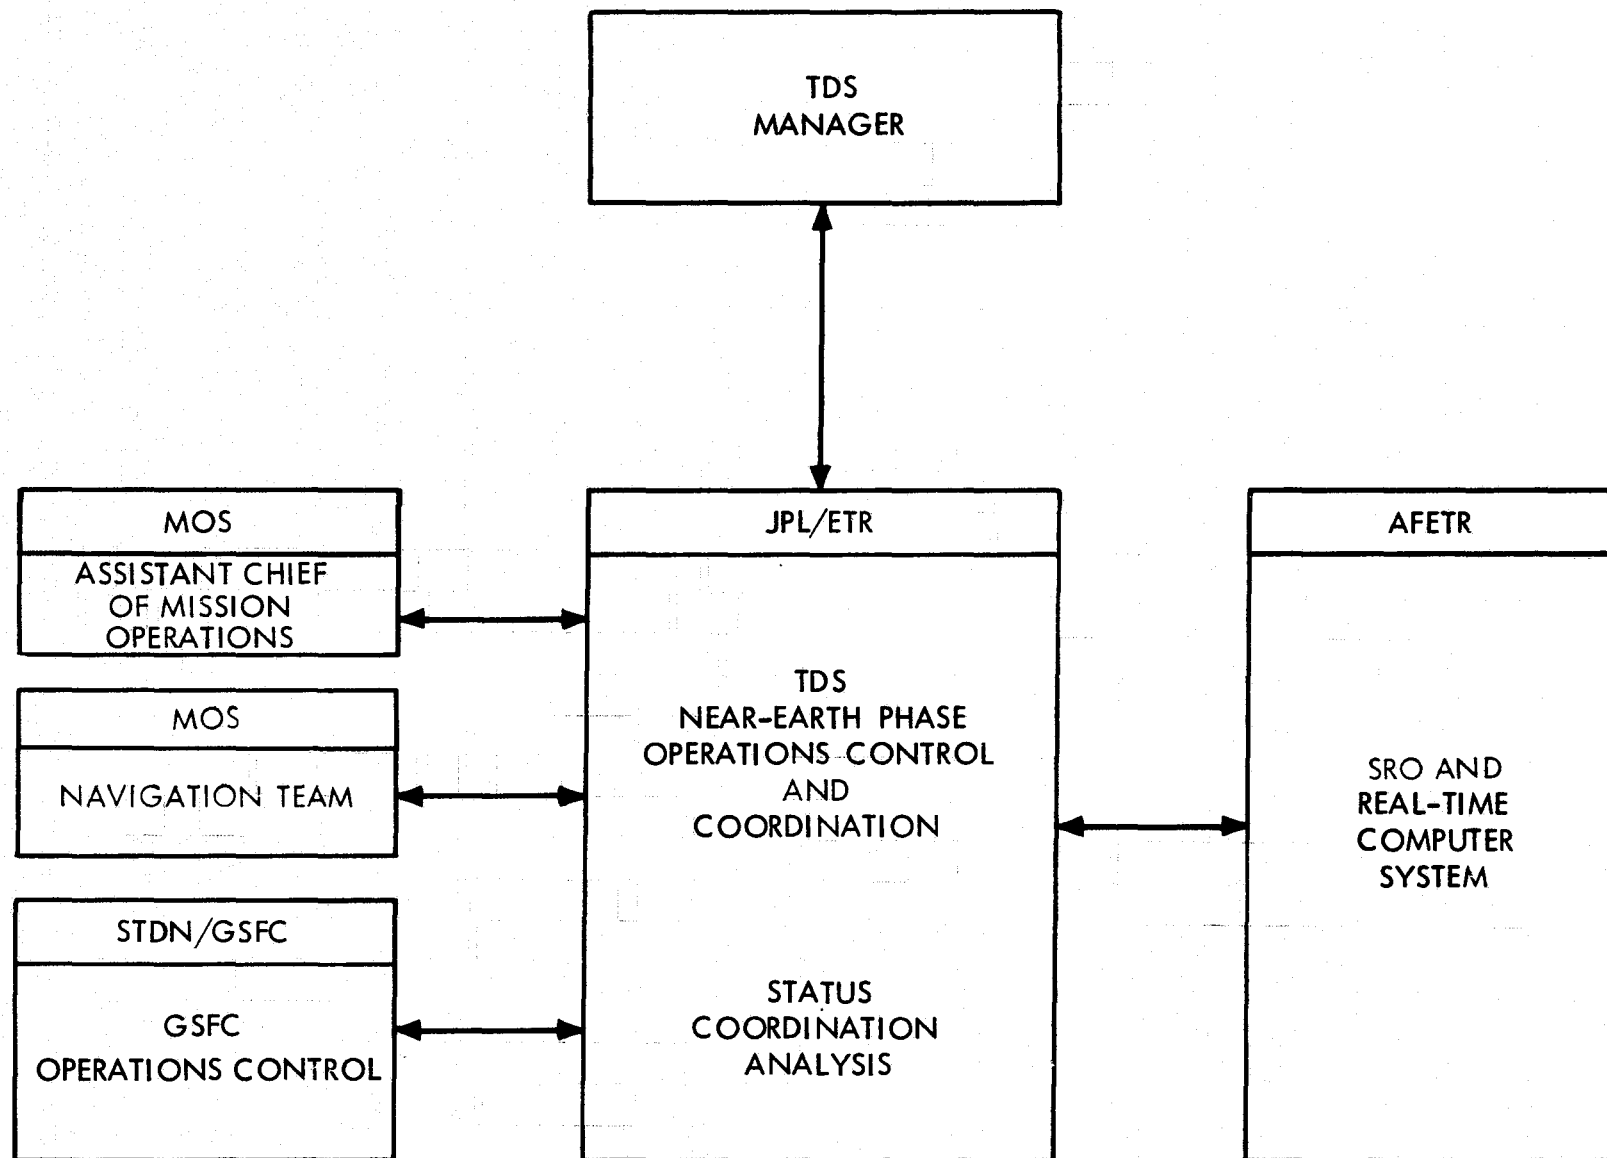 TDS
MANAGER
MOS
ASSISTANT CHIEF
OF MISSION
OPERATIONS
MOS
NAVIGATION TEAM
STDN/GSFC
GSFC
OPERATIONS CONTROL
JPL/ETR
TDS
NEAR-EARTH PHASE
OPERATIONS CONTROL
AND
COORDINATION
STATUS
COORDINATION
ANALYSIS
AFETR
SRO AND
REAL-TIME
COMPUTER
SYSTEM